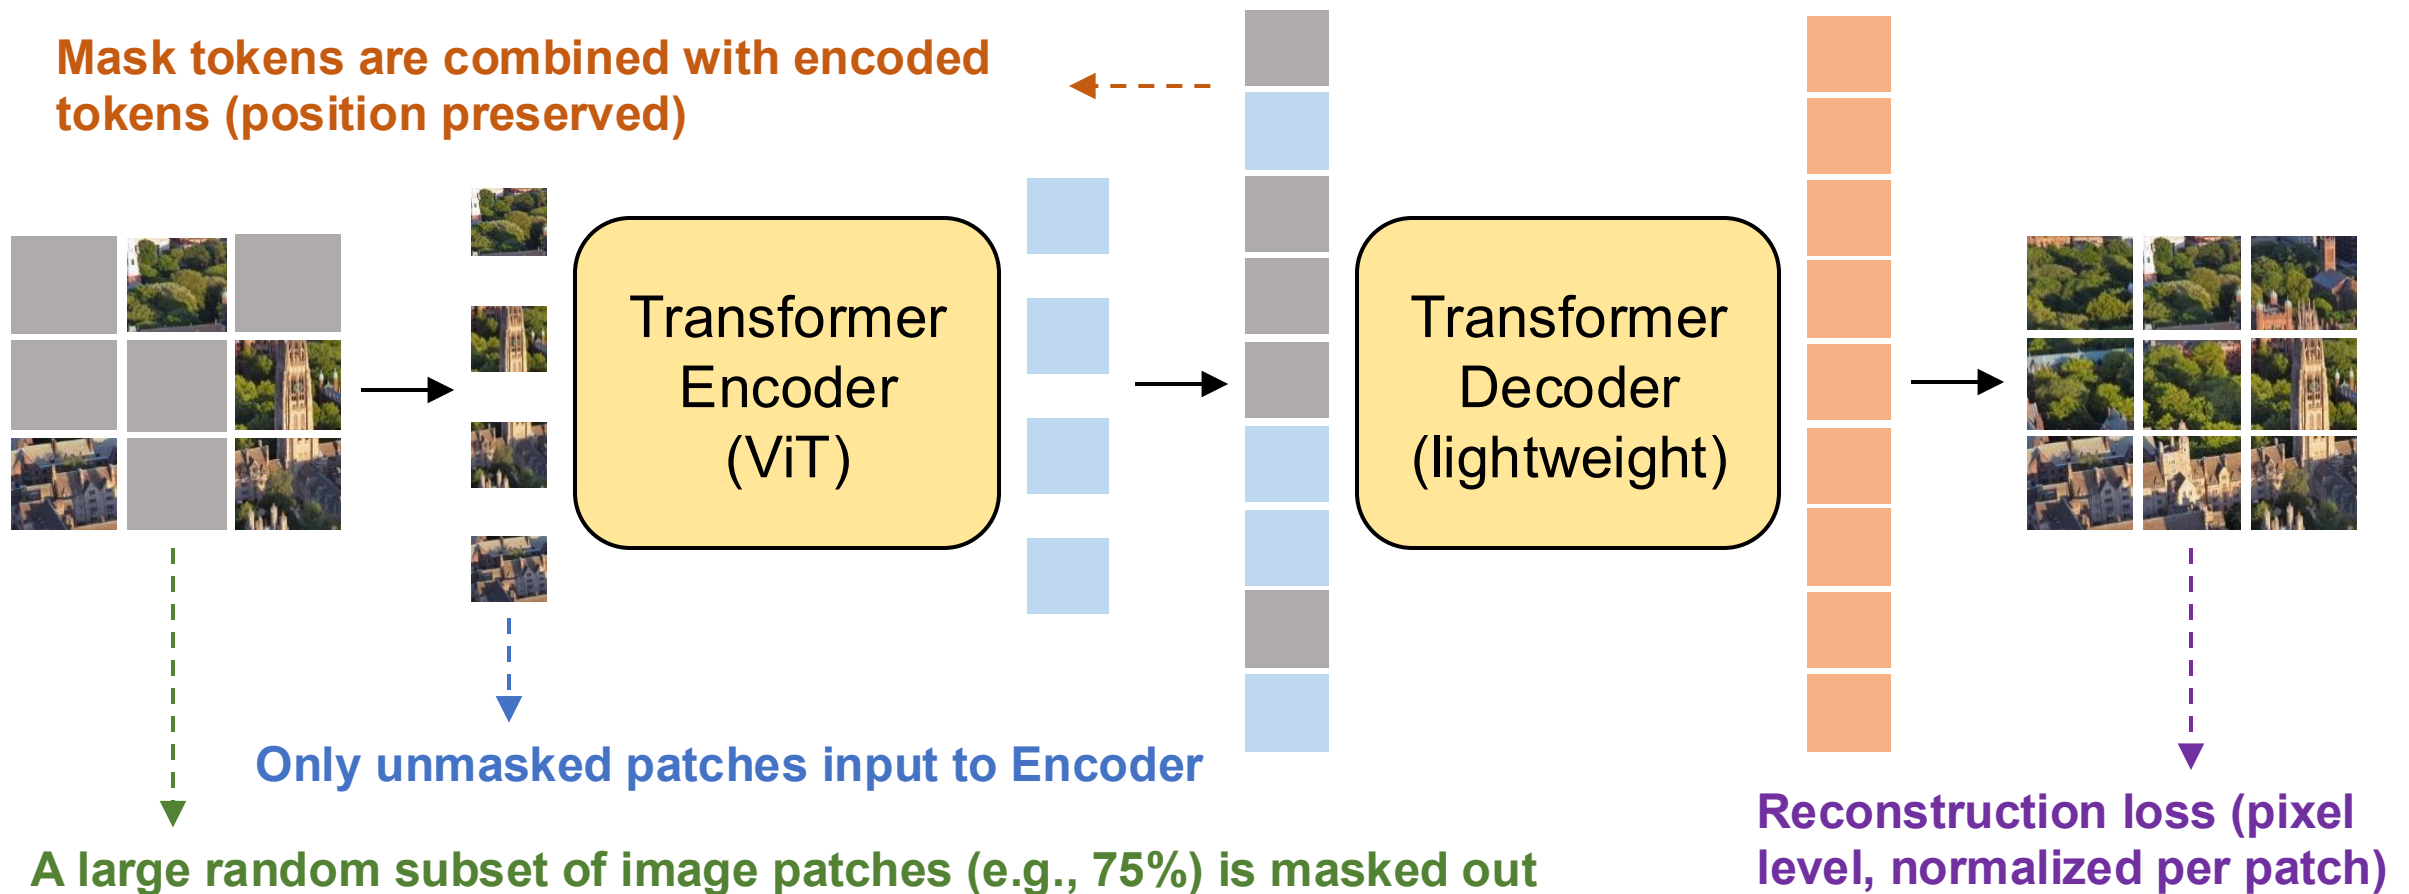 Mask tokens are combined with encoded
tokens (position preserved)
Transformer
Encoder
(ViT)
Transformer
Decoder
(lightweight)
Only unmasked patches input to Encoder
A large random subset of image patches (e.g., 75%) is masked out
Reconstruction loss (pixel
level, normalized per patch)